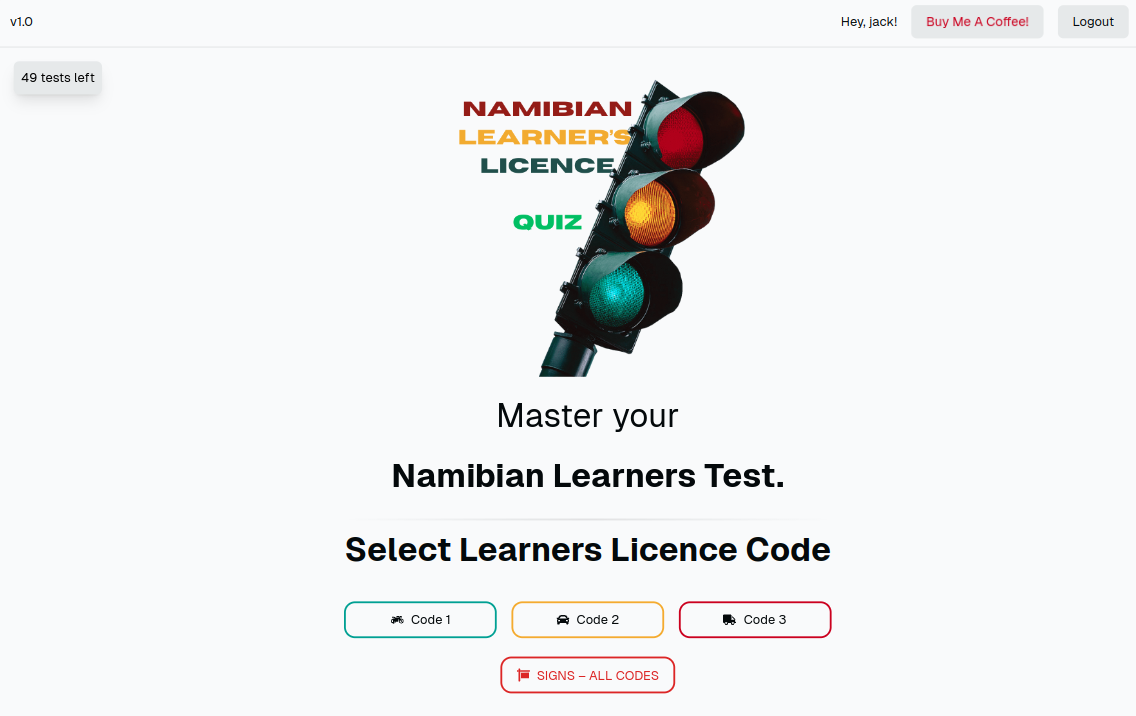 v1.0
Hey, jack!
Buy Me A Coffee!
Logout
49 tests left
NAMIBIAN
LEARNER'S
LICENCE
QUIZ
Master your
Namibian Learners Test.
Select Learners Licence Code
Code 1
Code 2
Code 3
SIGNS – ALL CODES